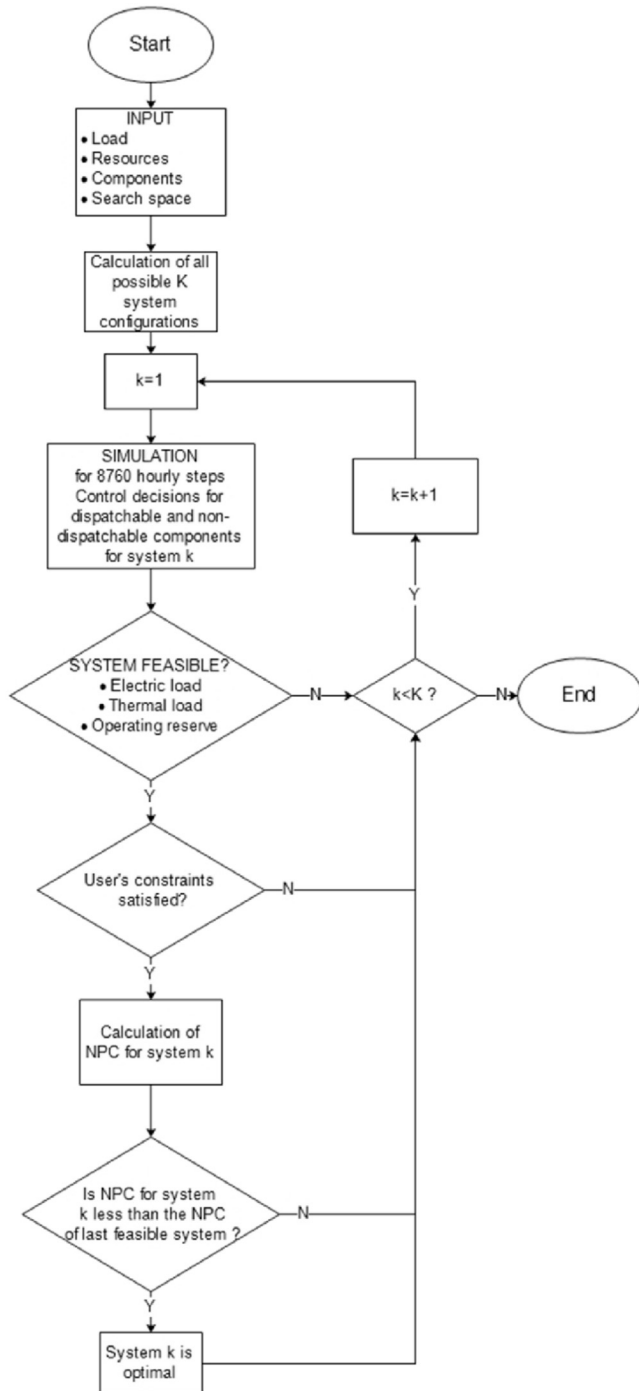 Start
INPUT
• Load
• Resources
• Components
• Search space
Calculation of all
possible K
system
configurations
k=1
SIMULATION
for 8760 hourly steps
Control decisions for
dispatchable and non-
dispatchable components
for system k
k=k+1
Y
SYSTEM FEASIBLE?
• Electric load
• Thermal load
• Operating reserve
N
k<K ?
N
End
Y
User's constraints
satisfied?
N
Y
Calculation of
NPC for system k
Is NPC for system
k less than the NPC
of last feasible system ?
N
Y
System k is
optimal